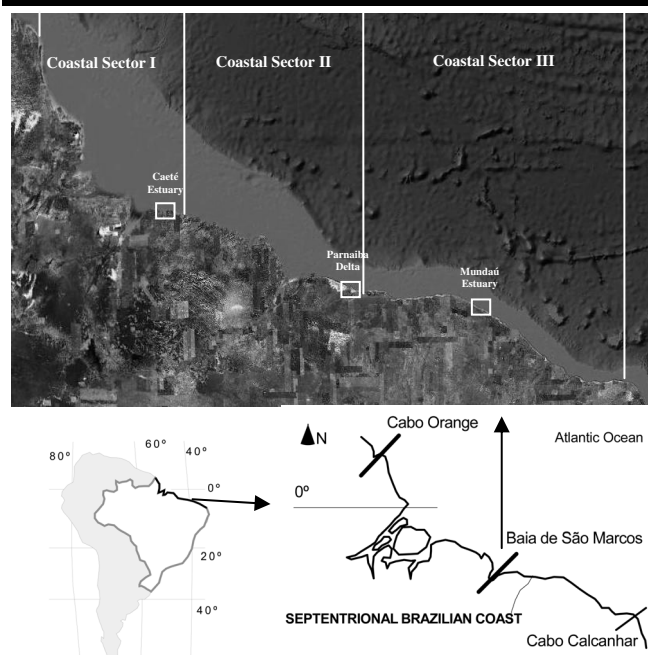 Coastal Sector I
Coastal Sector II
Coastal Sector III
Caeté
Estuary
Parnaiba
Delta
Mundaú
Estuary
80°
60°
40°
0°
20°
40°
N
Cabo Orange
Atlantic Ocean
0º
Baia de São Marcos
SEPTENTRIONAL BRAZILIAN COAST
Cabo Calcanhar